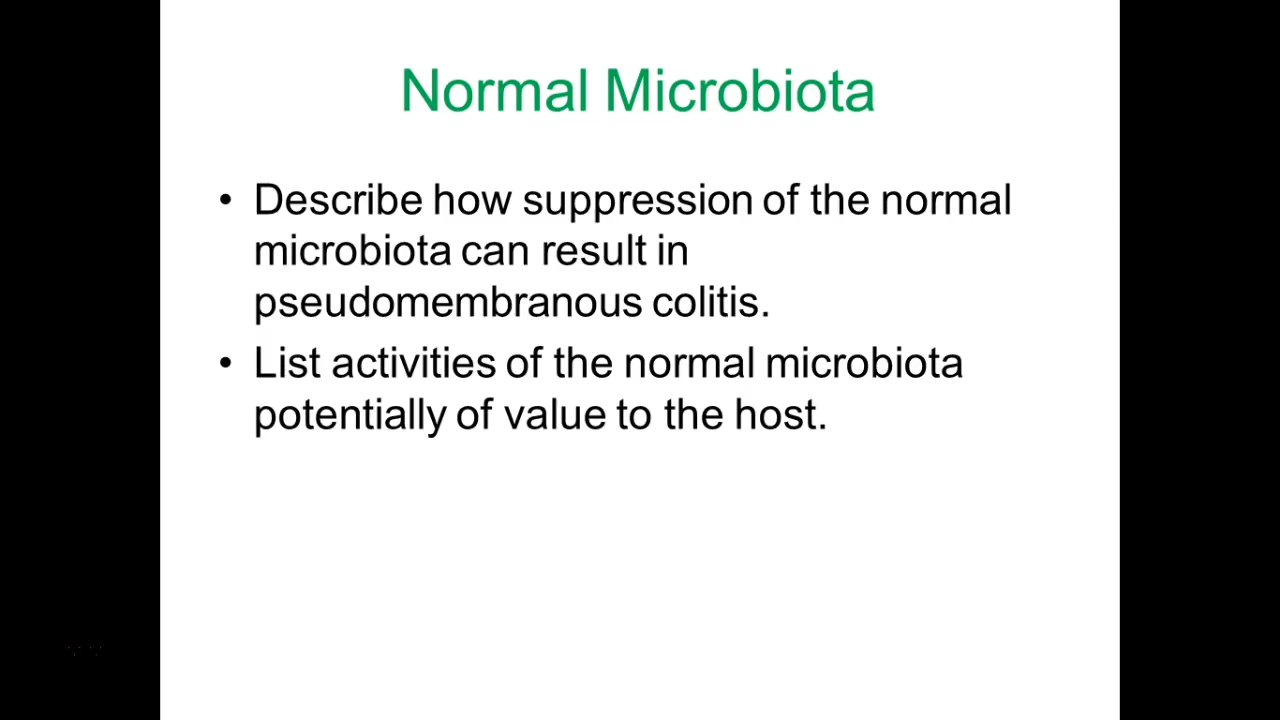 Normal Microbiota
• Describe how suppression of the normal
microbiota can result in
pseudomembranous colitis.
• List activities of the normal microbiota
potentially of value to the host.